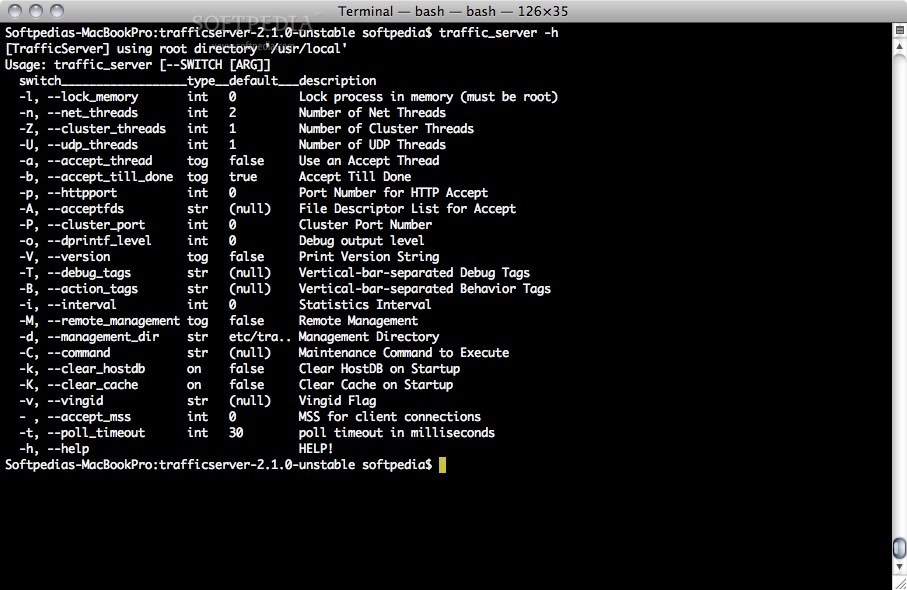 Terminal — bash — bash — 126×35
SOFTPEDIA
Softpedias-MacBookPro:trafficserver-2.1.0-unstable softpedia$ traffic_server -h
[TrafficServer] using root directory '/usr/local'
Usage: traffic_server [--SWITCH [ARG]]
switch__________________type__default___description
-l, --lock_memory int 0 Lock process in memory (must be root)
-n, --net_threads int 2 Number of Net Threads
-Z, --cluster_threads int 1 Number of Cluster Threads
-U, --udp_threads int 1 Number of UDP Threads
-a, --accept_thread tog false Use an Accept Thread
-b, --accept_till_done tog true Accept Till Done
-p, --httpport int 0 Port Number for HTTP Accept
-A, --acceptfds str (null) File Descriptor List for Accept
-P, --cluster_port int 0 Cluster Port Number
-o, --dprintf_level int 0 Debug output level
-V, --version tog false Print Version String
-T, --debug_tags str (null) Vertical-bar-separated Debug Tags
-B, --action_tags str (null) Vertical-bar-separated Behavior Tags
-i, --interval int 0 Statistics Interval
-M, --remote_management tog false Remote Management
-d, --management_dir str etc/tra.. Management Directory
-C, --command str (null) Maintenance Command to Execute
-k, --clear_hostdb on false Clear HostDB on Startup
-K, --clear_cache on false Clear Cache on Startup
-v, --vingid str (null) Vingid Flag
- , --accept_mss int 0 MSS for client connections
-t, --poll_timeout int 30 poll timeout in milliseconds
-h, --help HELP!
Softpedias-MacBookPro:trafficserver-2.1.0-unstable softpedia$